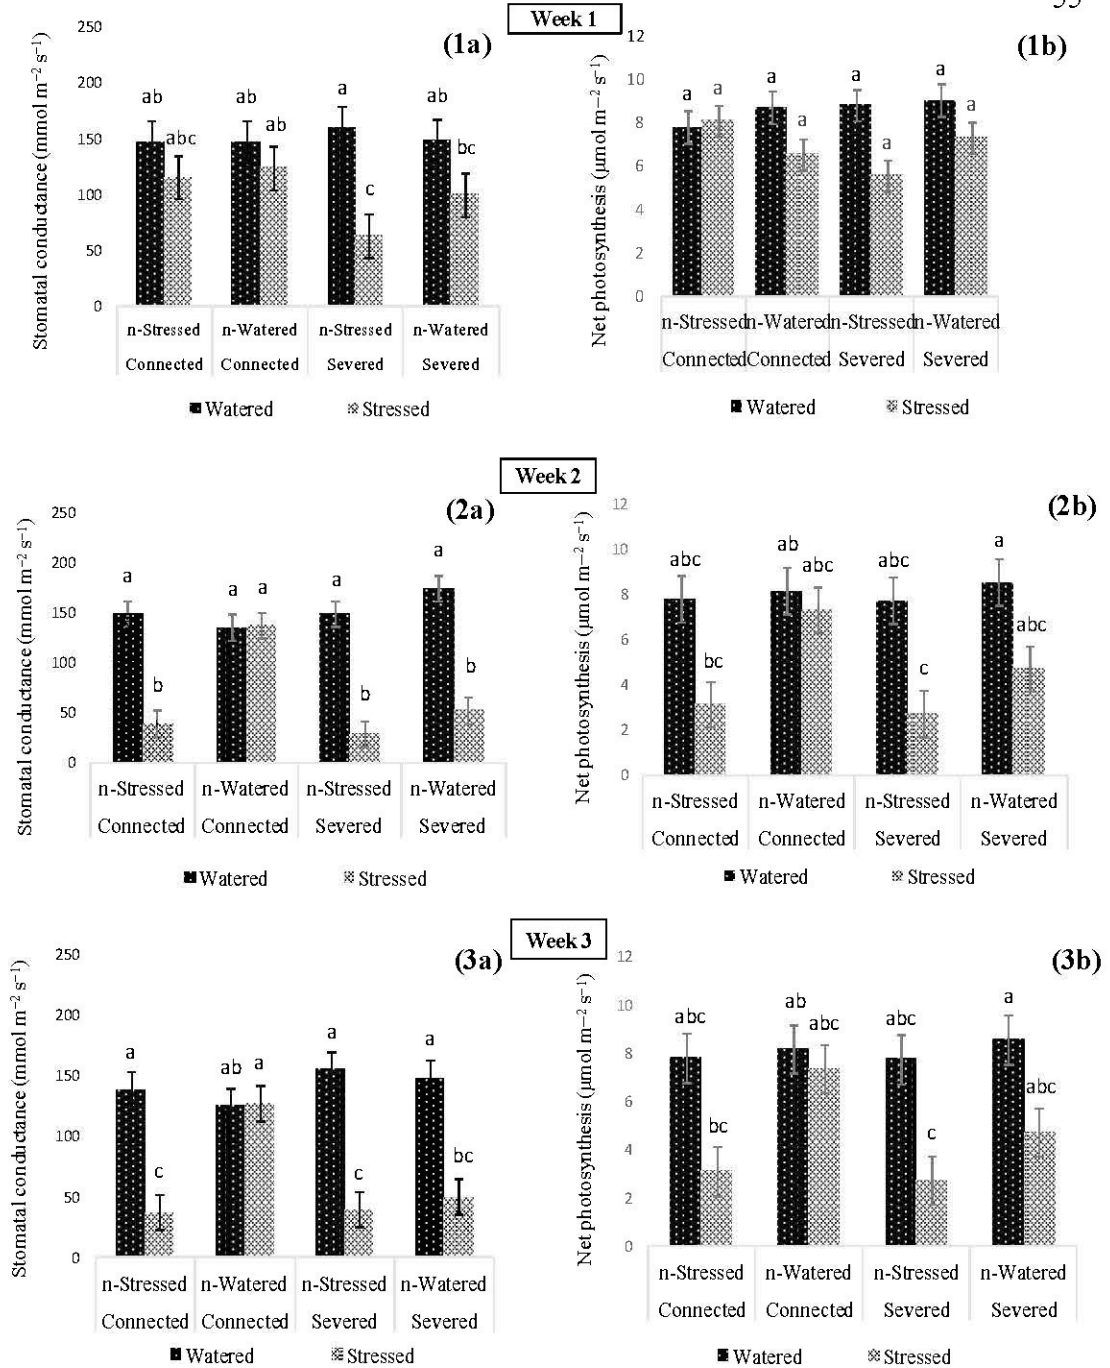 Week 1
(1a)
Stomatal conductance (mmol m⁻² s⁻¹)
250
200
150
100
50
0
ab
abc
ab
ab
a
c
ab
bc
n-Stressed n-Watered n-Stressed n-Watered
Connected Connected Severed Severed
Watered Stressed
(1b)
Net photosynthesis (µmol m−² s⁻¹)
12
10
8
6
4
2
0
a
a
a
a
a
a
a
a
n-Stressed n-Watered n-Stressed n-Watered
Connected Connected Severed Severed
Watered Stressed
Week 2
(2a)
Stomatal conductance (mmol m⁻² s⁻¹)
250
200
150
100
50
0
a
b
a
a
a
b
a
b
n-Stressed n-Watered n-Stressed n-Watered
Connected Connected Severed Severed
Watered Stressed
(2b)
Net photosynthesis (µmol m−² s⁻¹)
12
10
8
6
4
2
0
abc
bc
ab
abc
abc
c
a
abc
n-Stressed n-Watered n-Stressed n-Watered
Connected Connected Severed Severed
Watered Stressed
Week 3
(3a)
Stomatal conductance (mmol m⁻² s⁻¹)
250
200
150
100
50
0
a
c
ab
a
a
c
a
bc
n-Stressed n-Watered n-Stressed n-Watered
Connected Connected Severed Severed
Watered Stressed
(3b)
Net photosynthesis (µmol m−² s⁻¹)
12
10
8
6
4
2
0
abc
bc
ab
abc
abc
c
a
abc
n-Stressed n-Watered n-Stressed n-Watered
Connected Connected Severed Severed
Watered Stressed